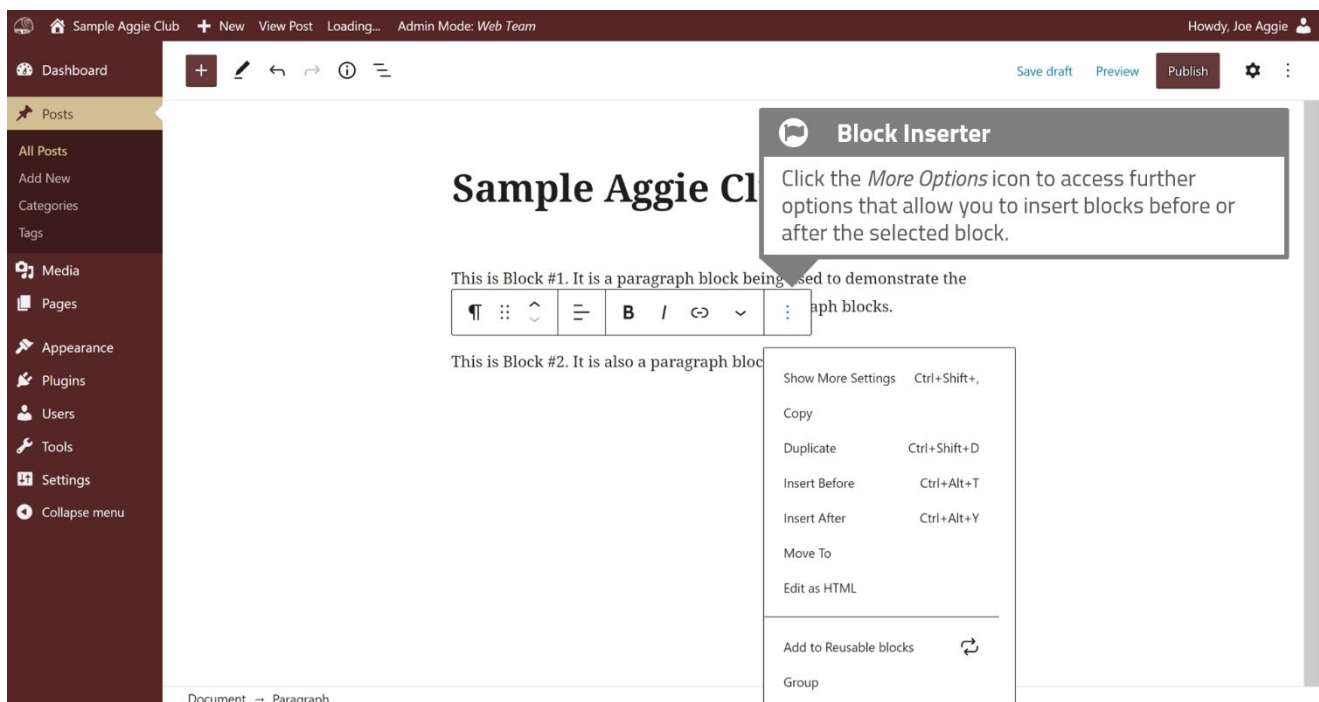 Sample Aggie Club New View Post Loading... Admin Mode: Web Team Howdy, Joe Aggie
Dashboard
Save draft Preview Publish
Posts
All Posts
Add New
Categories
Tags
Media
Pages
Appearance
Plugins
Users
Tools
Settings
Collapse menu
Block Inserter
Click the More Options icon to access further
options that allow you to insert blocks before or
after the selected block.
Sample Aggie
This is Block #1. It is a paragraph block being used to demonstrate the
B I
blocks.
This is Block #2. It is also a paragraph
Show More Settings Ctrl+Shift+,
Copy
Duplicate Ctrl+Shift+D
Insert Before Ctrl+Alt+T
Insert After Ctrl+Alt+Y
Move To
Edit as HTML
Add to Reusable blocks
Group
Document → Paragraph